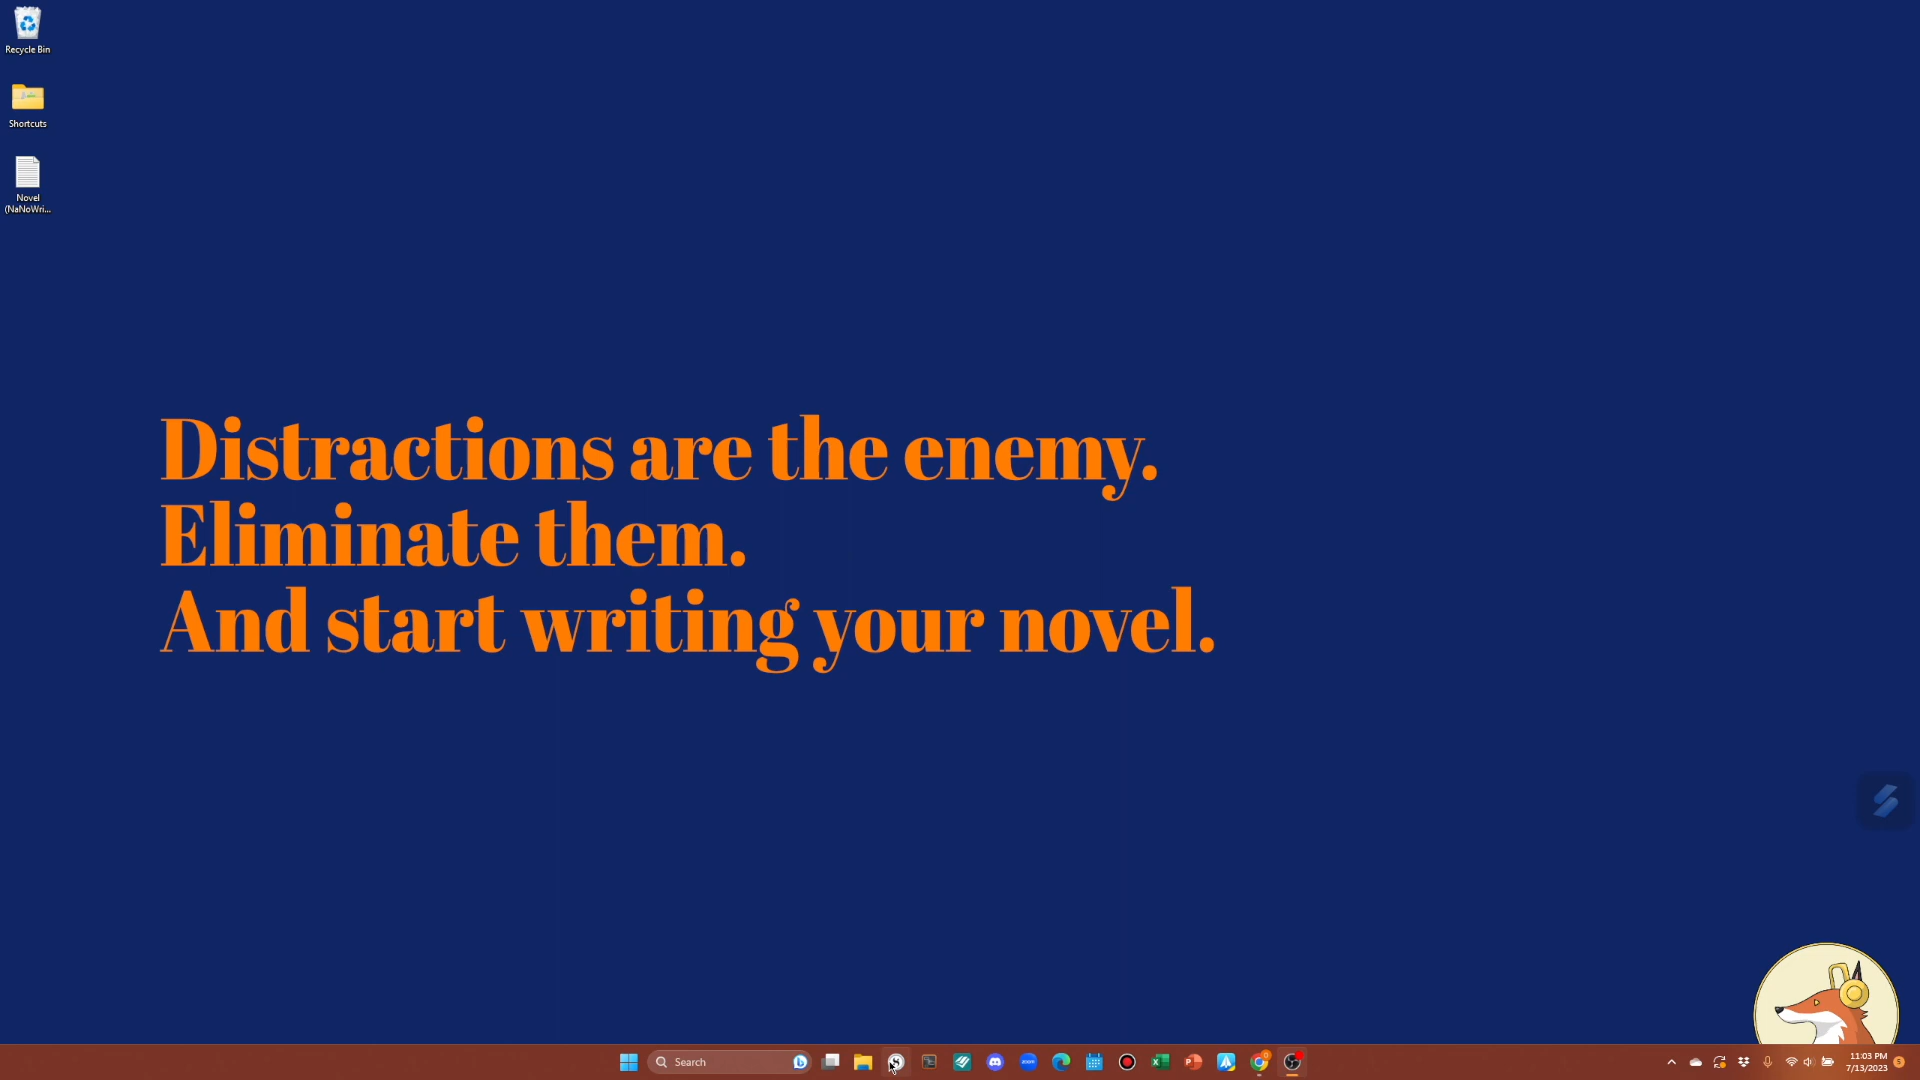 Recycle Bin
Shortcuts
Novel
(NaNoWri...
Distractions are the enemy.
Eliminate them.
And start writing your novel.
Search
zoom
11:03 PM
7/13/2023